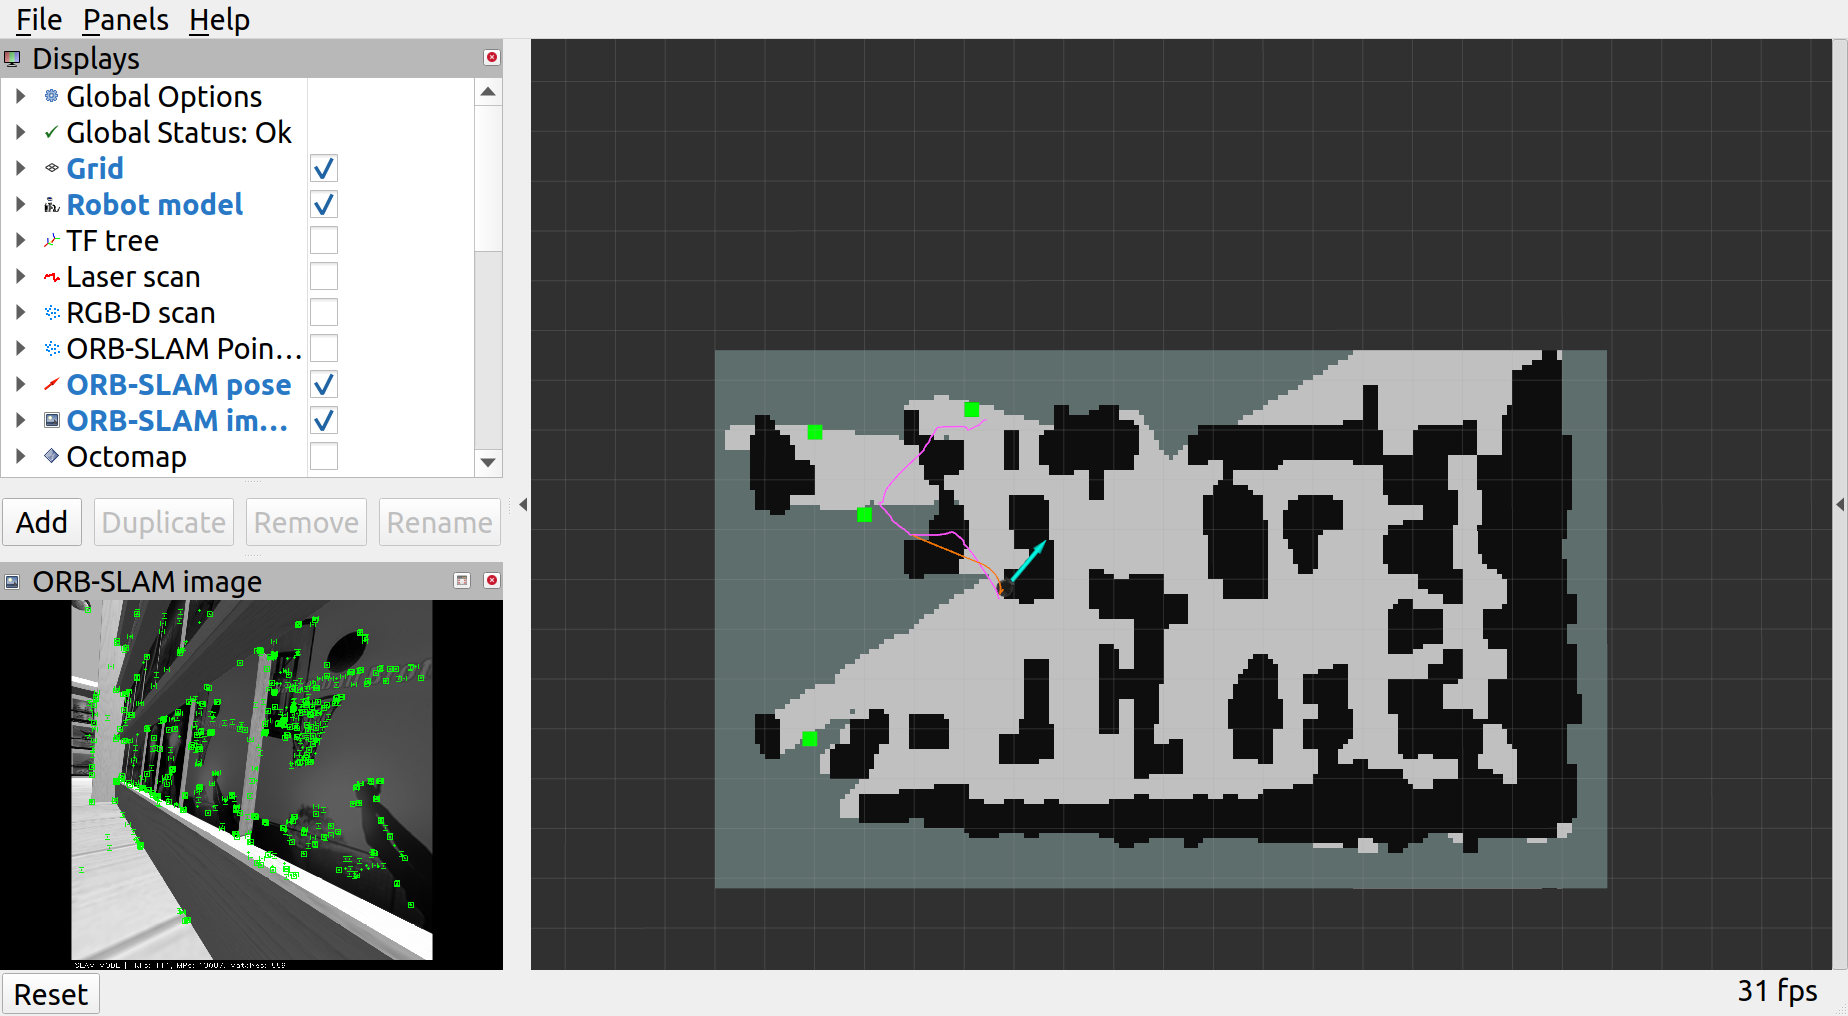 File Panels Help
Displays
Global Options
Global Status: Ok
Grid
Robot model
TF tree
Laser scan
RGB-D scan
ORB-SLAM Poin...
ORB-SLAM pose
ORB-SLAM im...
Octomap
Add Duplicate Remove Rename
ORB-SLAM image
Reset
31 fps